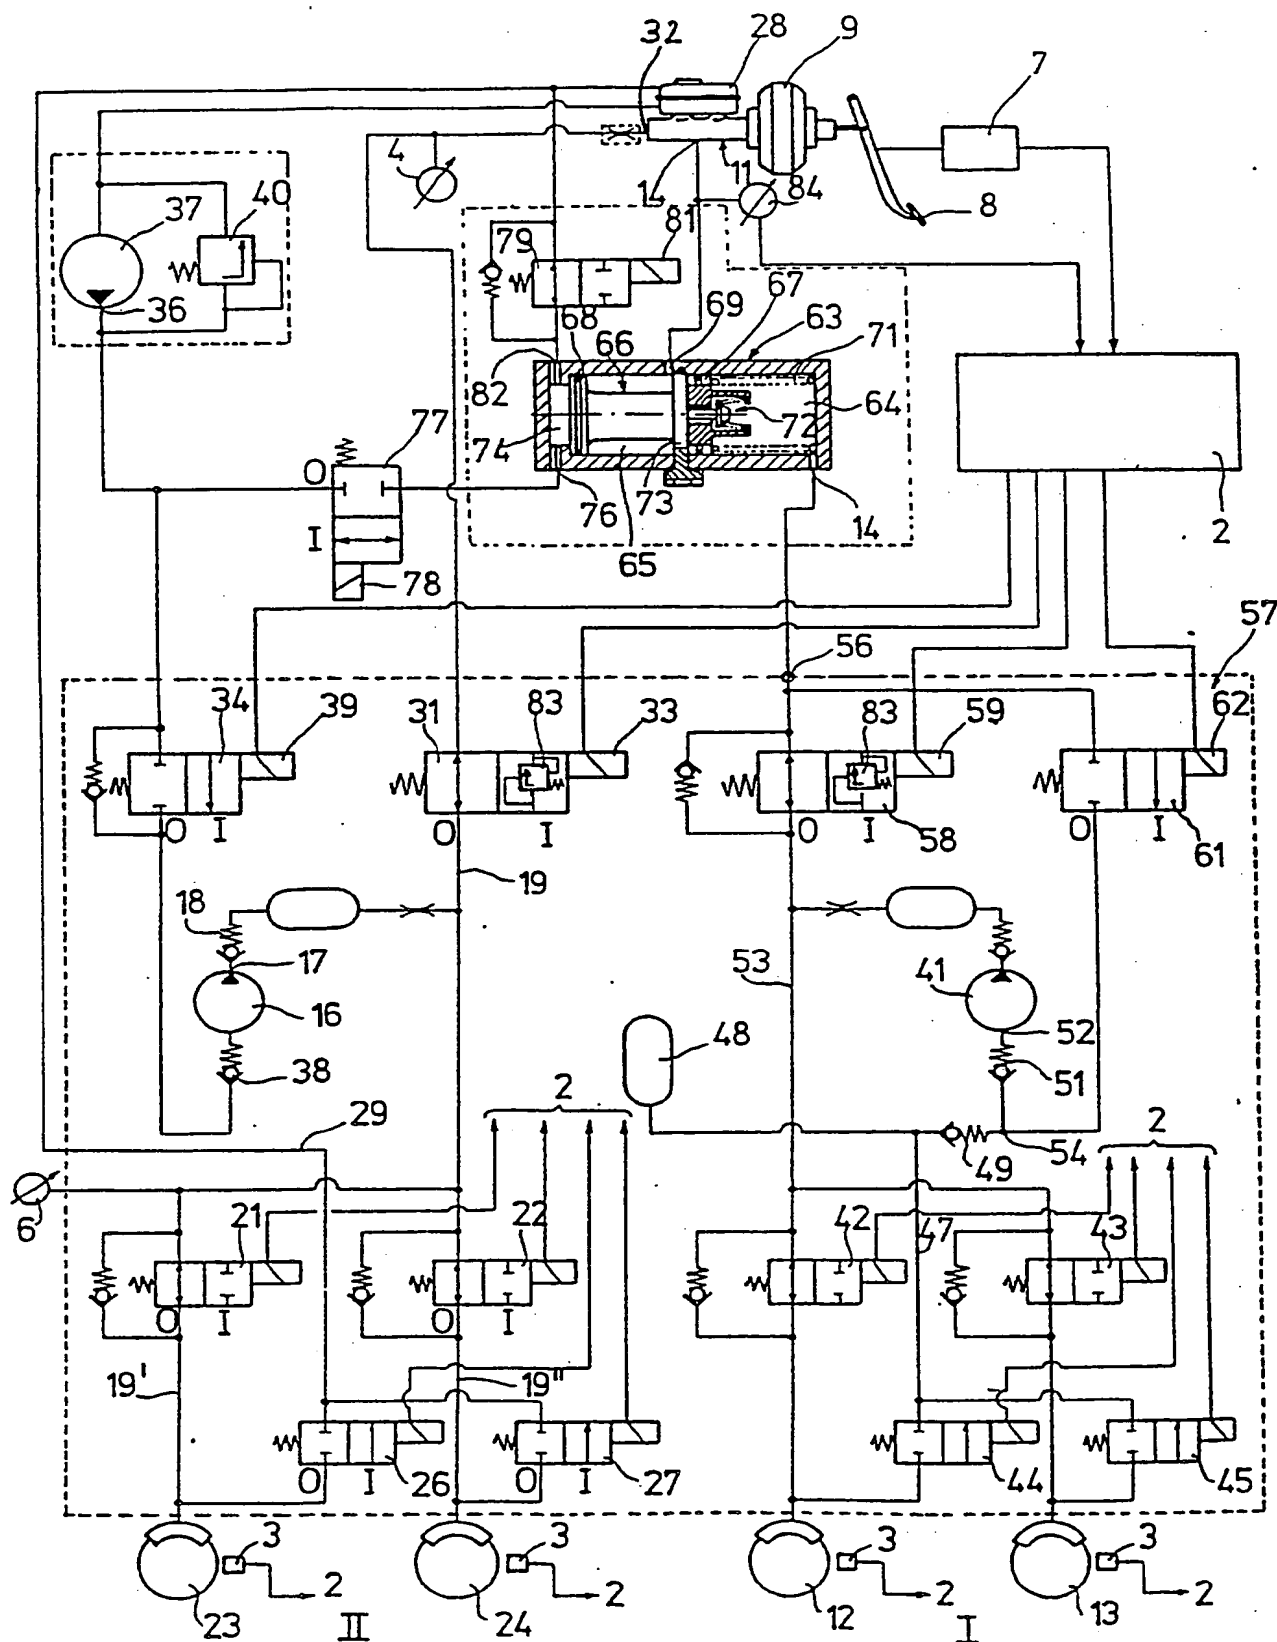 32 28 9 7
4 14 11 84 8
37 40 79 81
36 68 66 69 67 63 71
82 64
74 72
77
O 76 73 14 2
I 65
78
56 57
34 39 31 83 33 83 59 62
O I O I O I 58 O I 61
18 19
17 53 41
16 48 52
38 51
2 2
29 49 54
6 21 22 42 47 43
O I O I
19' 19"
O I 26 O I 27 44 45
3 3 3 3
2 2 2 2
23 24 12 13
II I